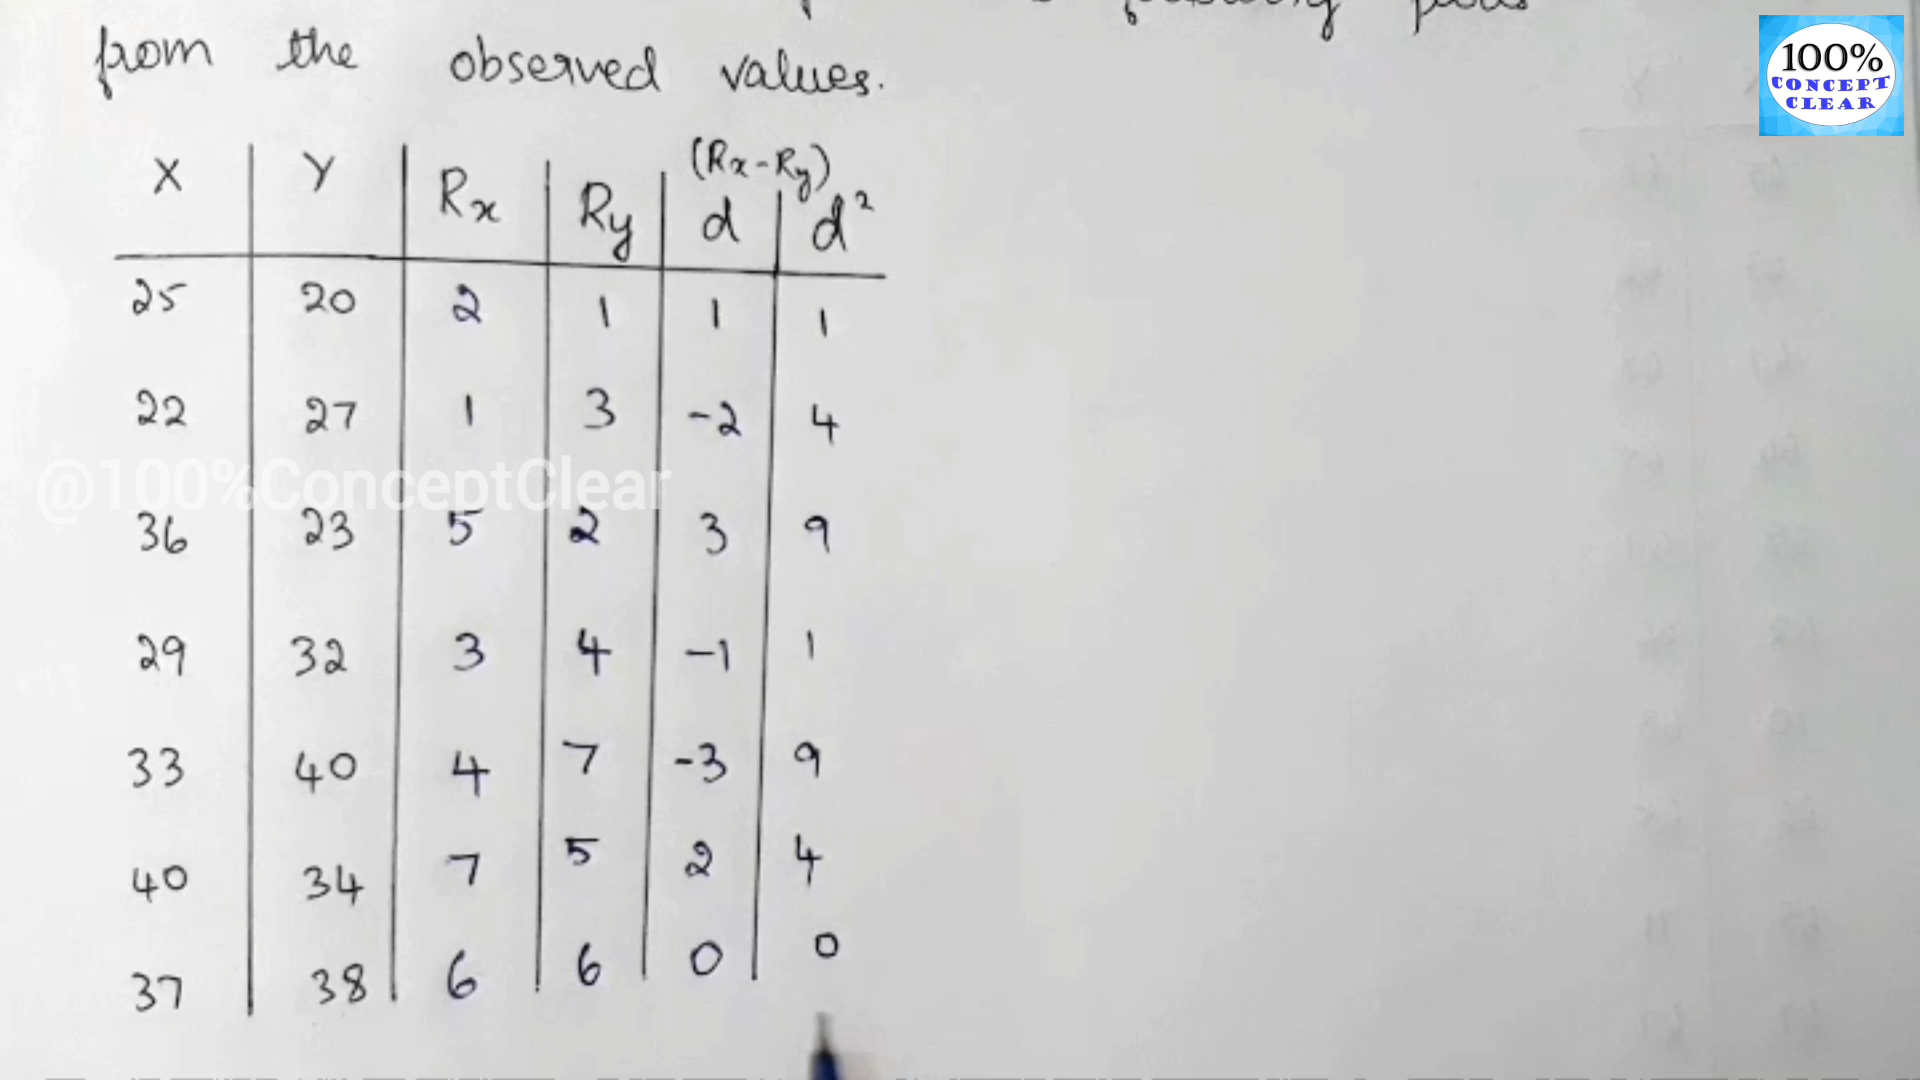 from the observed values.
100%
CONCEPT
CLEAR
(Rx-Ry)
X Y Rx Ry d d²
25 20 2 1 1 1
22 27 1 3 -2 4
@100%ConceptClear
36 23 5 2 3 9
29 32 3 4 -1 1
33 40 4 7 -3 9
40 34 7 5 2 4
37 38 6 6 0 0